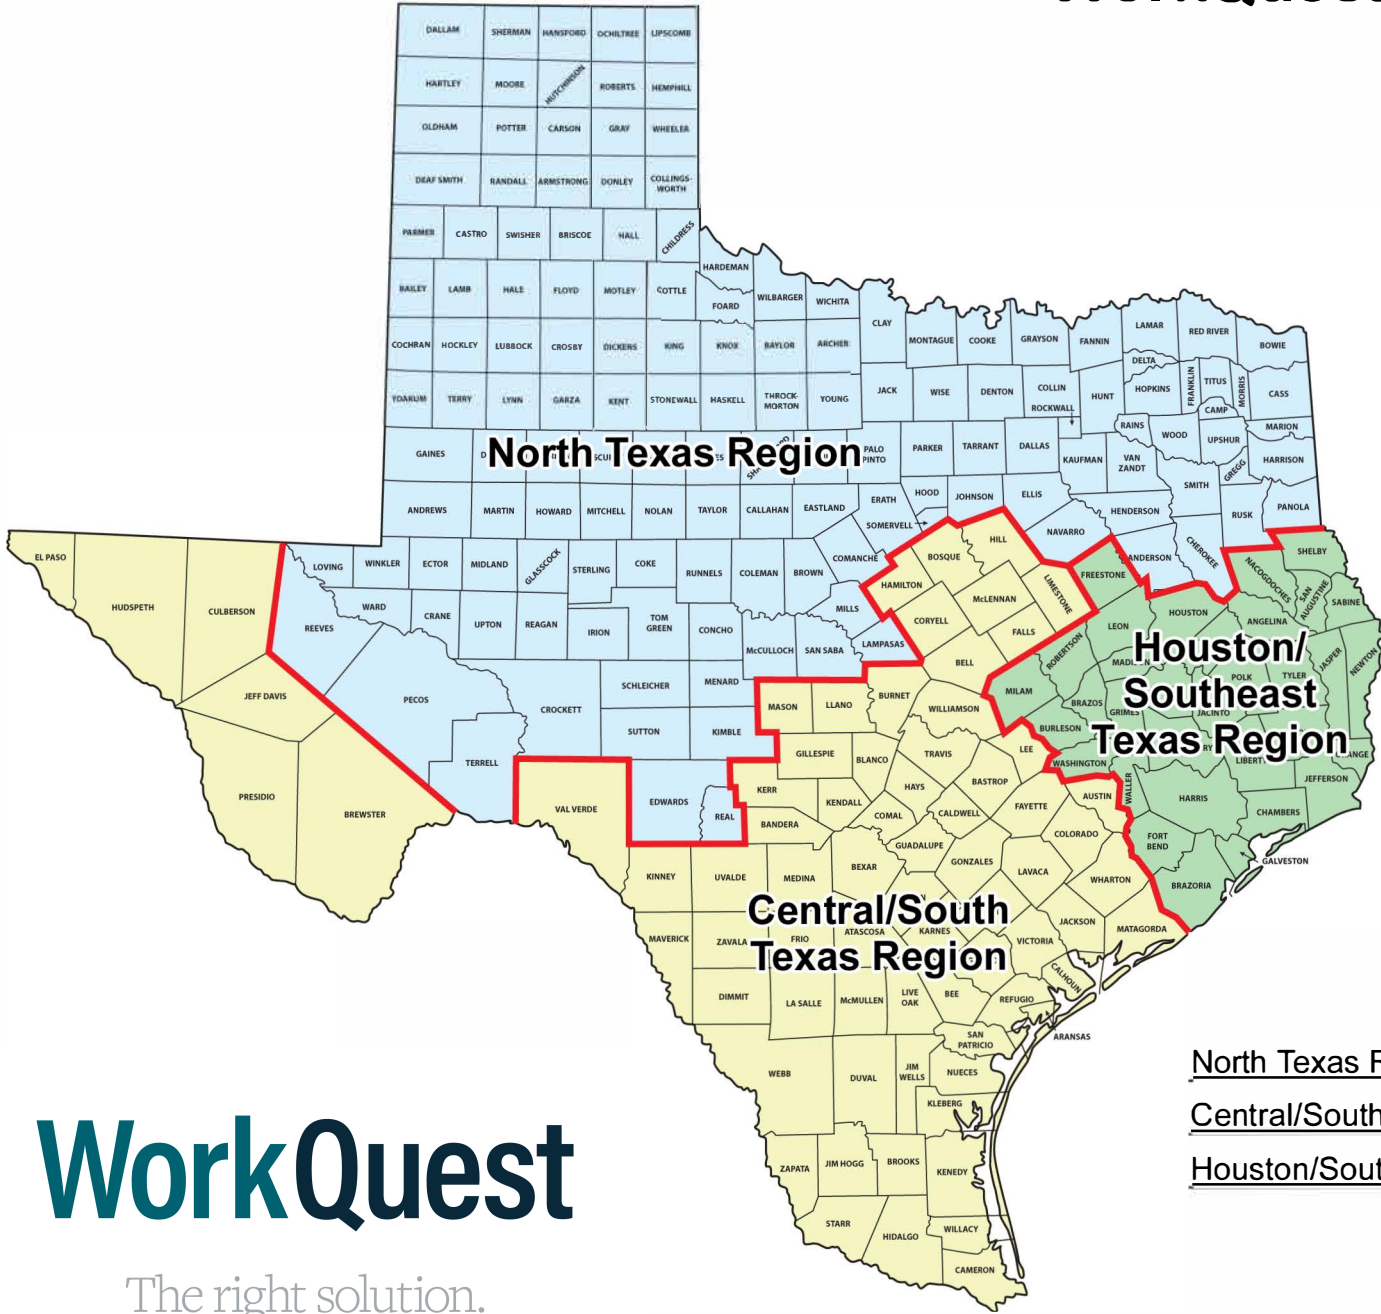 DALLAM SHERMAN HANSFORD OCHILTREE LIPSCOMB
HARTLEY MOORE HUTCHINSON ROBERTS HEMPHILL
OLDHAM POTTER CARSON GRAY WHEELER
DEAF SMITH RANDALL ARMSTRONG DONLEY COLLINGS-
WORTH
PARMER CASTRO SWISHER BRISCOE HALL CHILDRESS
HARDEMAN
BAILEY LAMB HALE FLOYD MOTLEY COTTLE
FOARD WILBARGER WICHITA
CLAY LAMAR RED RIVER
COCHRAN HOCKLEY LUBBOCK CROSBY DICKENS KING KNOX BAYLOR ARCHER
MONTAGUE COOKE GRAYSON FANNIN BOWIE
DELTA
YOAKUM TERRY LYNN GARZA KENT STONEWALL HASKELL THROCK-
MORTON YOUNG
JACK WISE DENTON COLLIN HUNT HOPKINS FRANKLIN TITUS MORRIS CASS
ROCKWALL CAMP
RAINS WOOD UPSHUR MARION
GAINES
North Texas Region
PALO
PINTO PARKER TARRANT DALLAS KAUFMAN VAN
ZANDT GREGG HARRISON
SMITH
ANDREWS MARTIN HOWARD MITCHELL NOLAN TAYLOR CALLAHAN EASTLAND
ERATH HOOD JOHNSON ELLIS HENDERSON RUSK PANOLA
SOMERVELL NAVARRO
EL PASO LOVING WINKLER ECTOR MIDLAND GLASSCOCK STERLING COKE RUNNELS COLEMAN BROWN COMANCHE
BOSQUE HILL ANDERSON CHEROKEE SHELBY
HUDSPETH CULBERSON
WARD CRANE UPTON REAGAN IRION TOM
GREEN CONCHO MILLS
HAMILTON McLENNAN LIMESTONE FREESTONE NACOGDOCHES SAN
AUGUSTINE SABINE
REEVES McCULLOCH SAN SABA LAMPASAS
CORYELL FALLS LEON HOUSTON ANGELINA
BELL ROBERTSON
Houston/
Southeast
Texas Region
POLK TYLER JASPER NEWTON
JEFF DAVIS PECOS CROCKETT SCHLEICHER MENARD
MASON LLANO BURNET WILLIAMSON MILAM BRAZOS GRIMES
JACINTO
SUTTON KIMBLE
BURLESON
TERRELL GILLESPIE BLANCO TRAVIS LEE WASHINGTON JEFFERSON
PRESIDIO BREWSTER
VAL VERDE EDWARDS REAL KERR KENDALL HAYS BASTROP FAYETTE AUSTIN WALLER HARRIS CHAMBERS
BANDERA COMAL CALDWELL COLORADO FORT
BEND GALVESTON
GUADALUPE
KINNEY UVALDE MEDINA BEXAR GONZALES LAVACA WHARTON BRAZORIA
Central/South
Texas Region
MAVERICK ZAVALA FRIO ATASCOSA KARNES VICTORIA JACKSON MATAGORDA
CALHOUN
DIMMIT LA SALLE McMULLEN LIVE
OAK BEE REFUGIO
ARANSAS
SAN
PATRICIO
WEBB DUVAL JIM
WELLS NUECES
KLEBERG
ZAPATA JIM HOGG BROOKS KENEDY
STARR HIDALGO WILLACY
CAMERON
North Texas
Central/South
WorkQuest
The right solution.